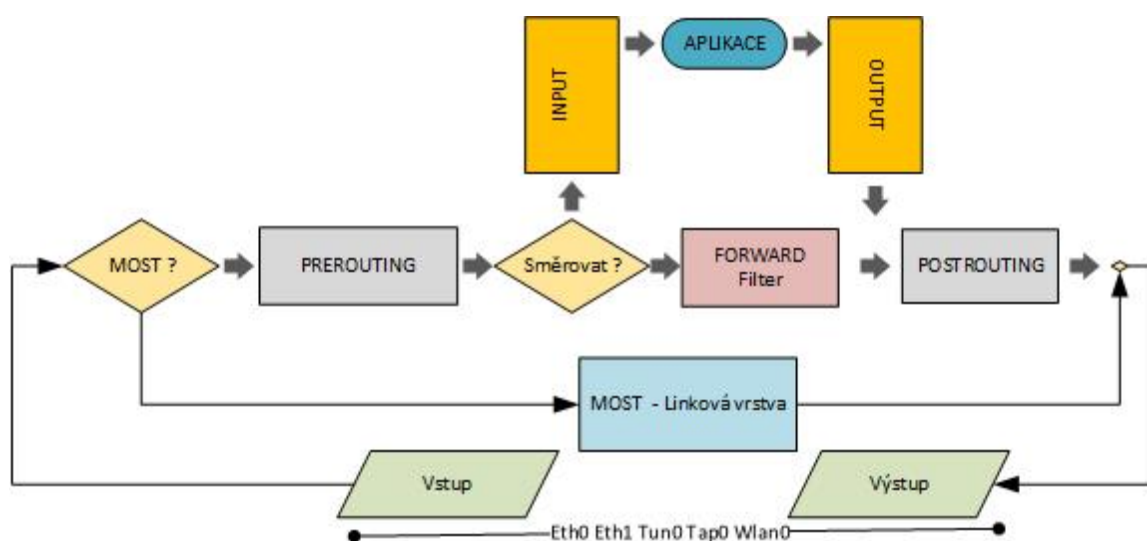 INPUT
APLIKACE
OUTPUT
MOST ?
PREROUTING
Směrovat ?
FORWARD
Filter
POSTROUTING
MOST - Linková vrstva
Vstup
Výstup
Eth0 Eth1 Tun0 Tap0 Wlan0